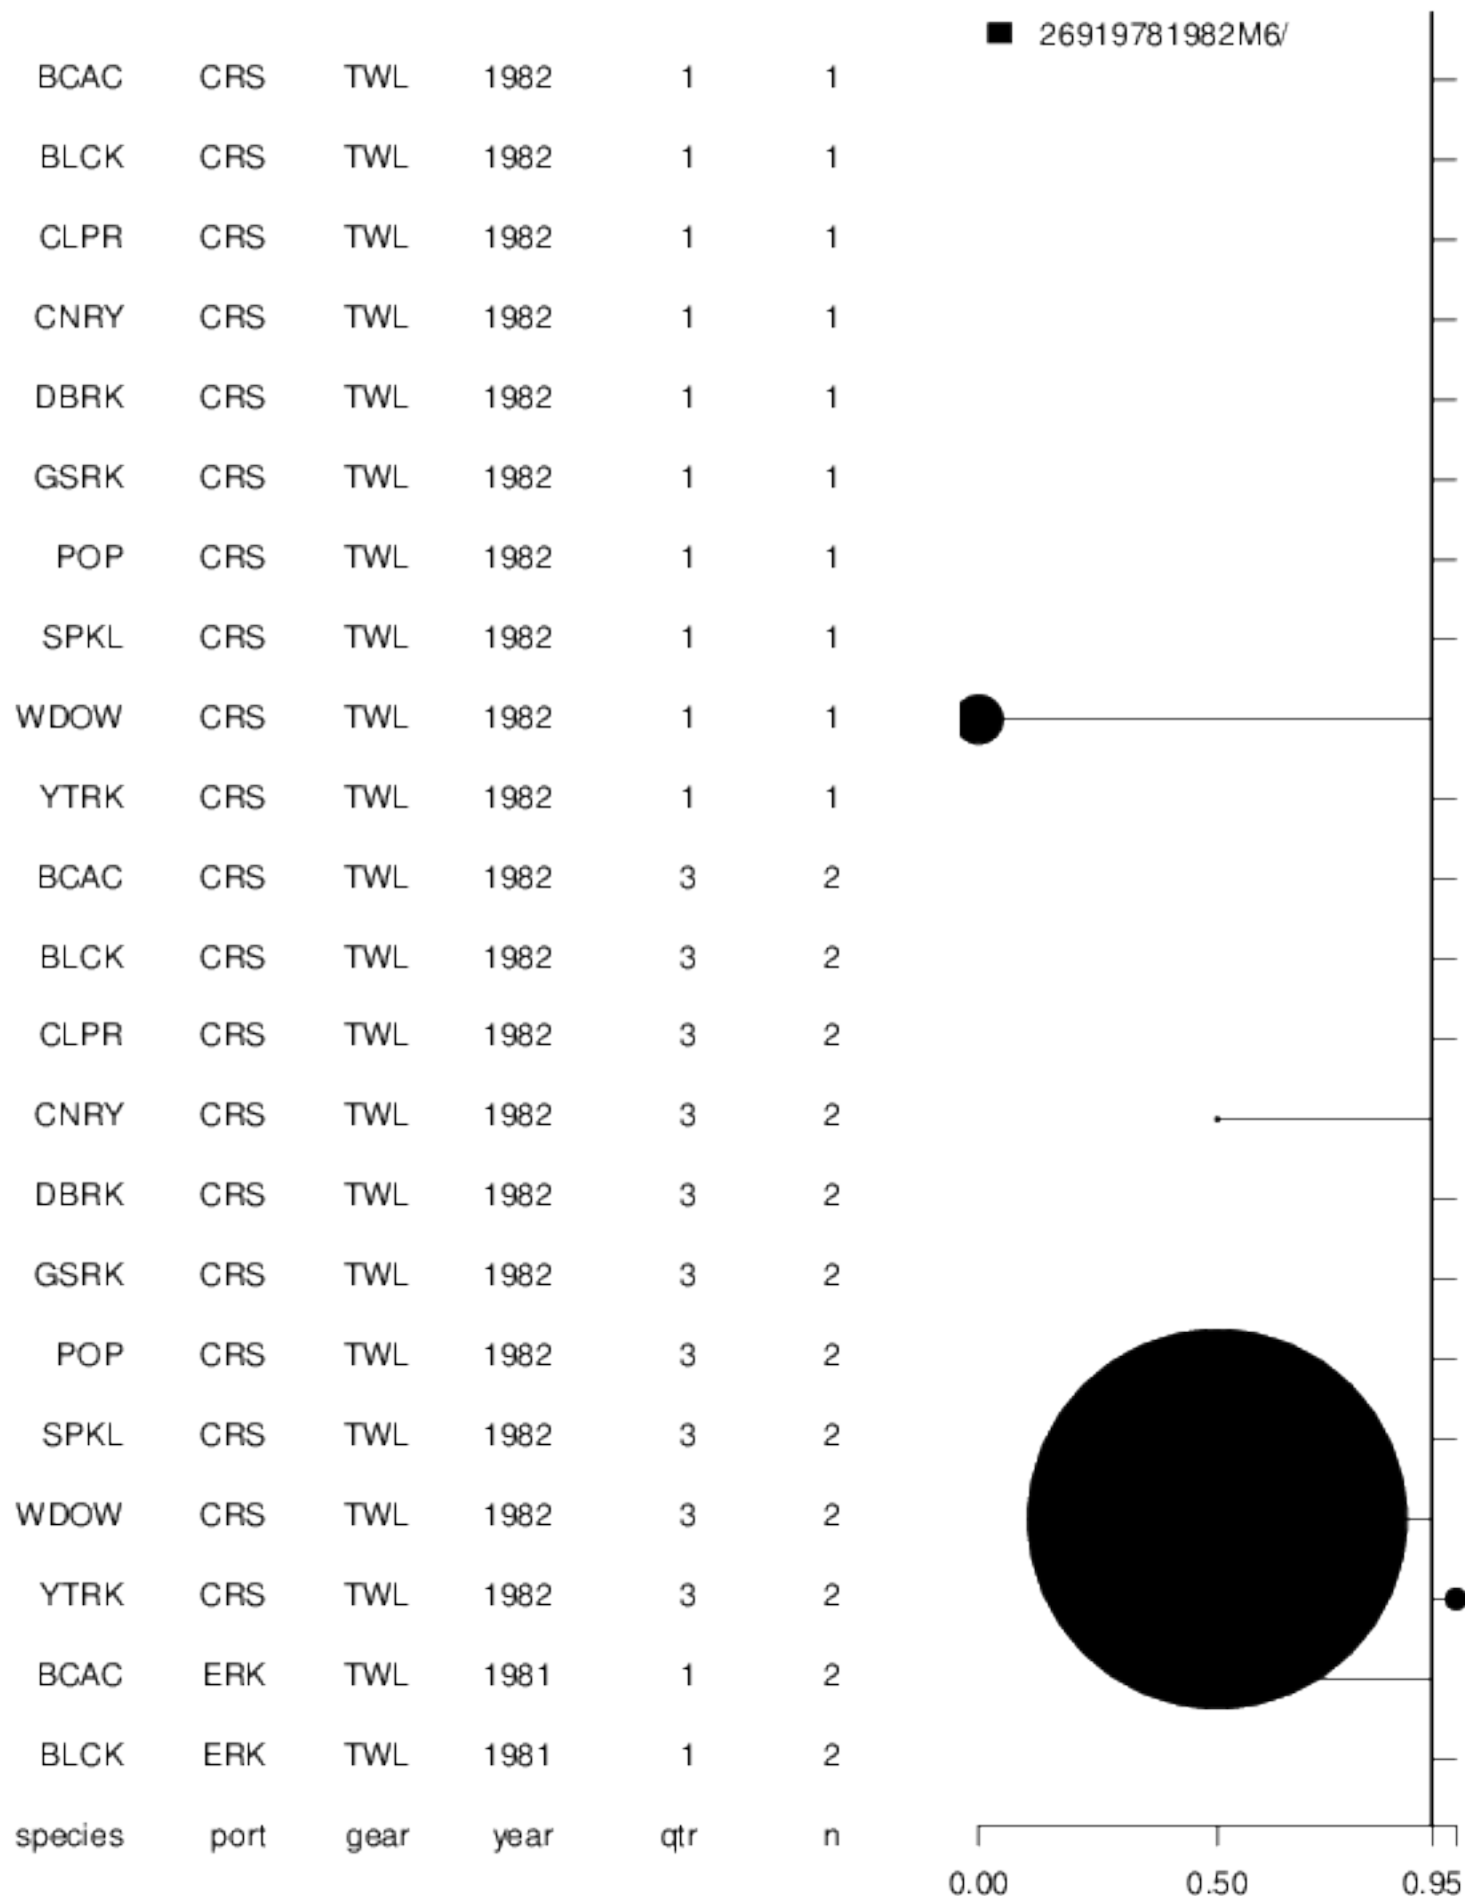 26919781982M6/
BCAC CRS TWL 1982 1 1
BLCK CRS TWL 1982 1 1
CLPR CRS TWL 1982 1 1
CNRY CRS TWL 1982 1 1
DBRK CRS TWL 1982 1 1
GSRK CRS TWL 1982 1 1
POP CRS TWL 1982 1 1
SPKL CRS TWL 1982 1 1
WDOW CRS TWL 1982 1 1
YTRK CRS TWL 1982 1 1
BCAC CRS TWL 1982 3 2
BLCK CRS TWL 1982 3 2
CLPR CRS TWL 1982 3 2
CNRY CRS TWL 1982 3 2
DBRK CRS TWL 1982 3 2
GSRK CRS TWL 1982 3 2
POP CRS TWL 1982 3 2
SPKL CRS TWL 1982 3 2
WDOW CRS TWL 1982 3 2
YTRK CRS TWL 1982 3 2
BCAC ERK TWL 1981 1 2
BLCK ERK TWL 1981 1 2
species port gear year qtr n
0.00 0.50 0.95